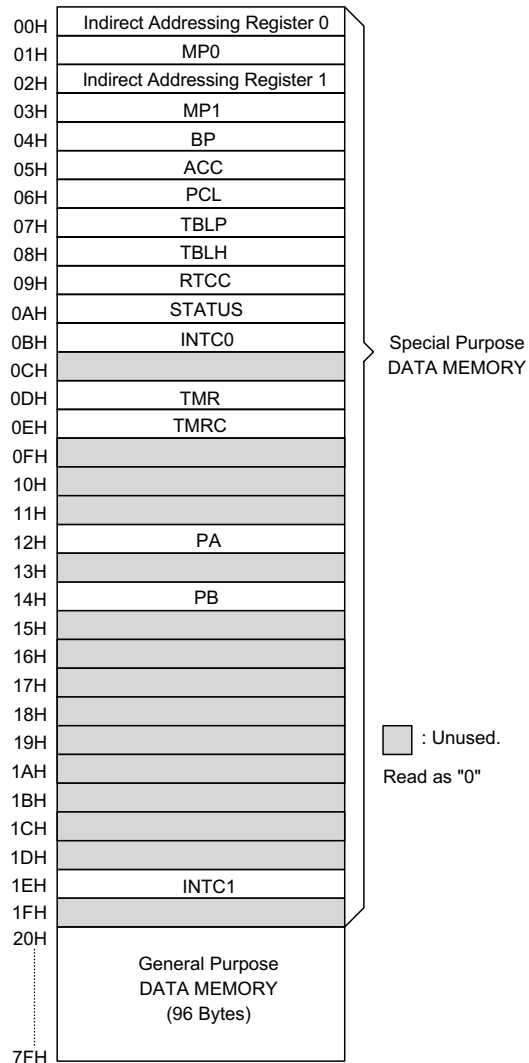 00H Indirect Addressing Register 0
01H MP0
02H Indirect Addressing Register 1
03H MP1
04H BP
05H ACC
06H PCL
07H TBLP
08H TBLH
09H RTCC
0AH STATUS
0BH INTC0
0CH
0DH TMR
0EH TMRC
0FH
10H
11H
12H PA
13H
14H PB
15H
16H
17H
18H
19H
1AH
1BH
1CH
1DH
1EH INTC1
1FH
20H
General Purpose
DATA MEMORY
(96 Bytes)
7FH
Special Purpose
DATA MEMORY
: Unused.
Read as "0"